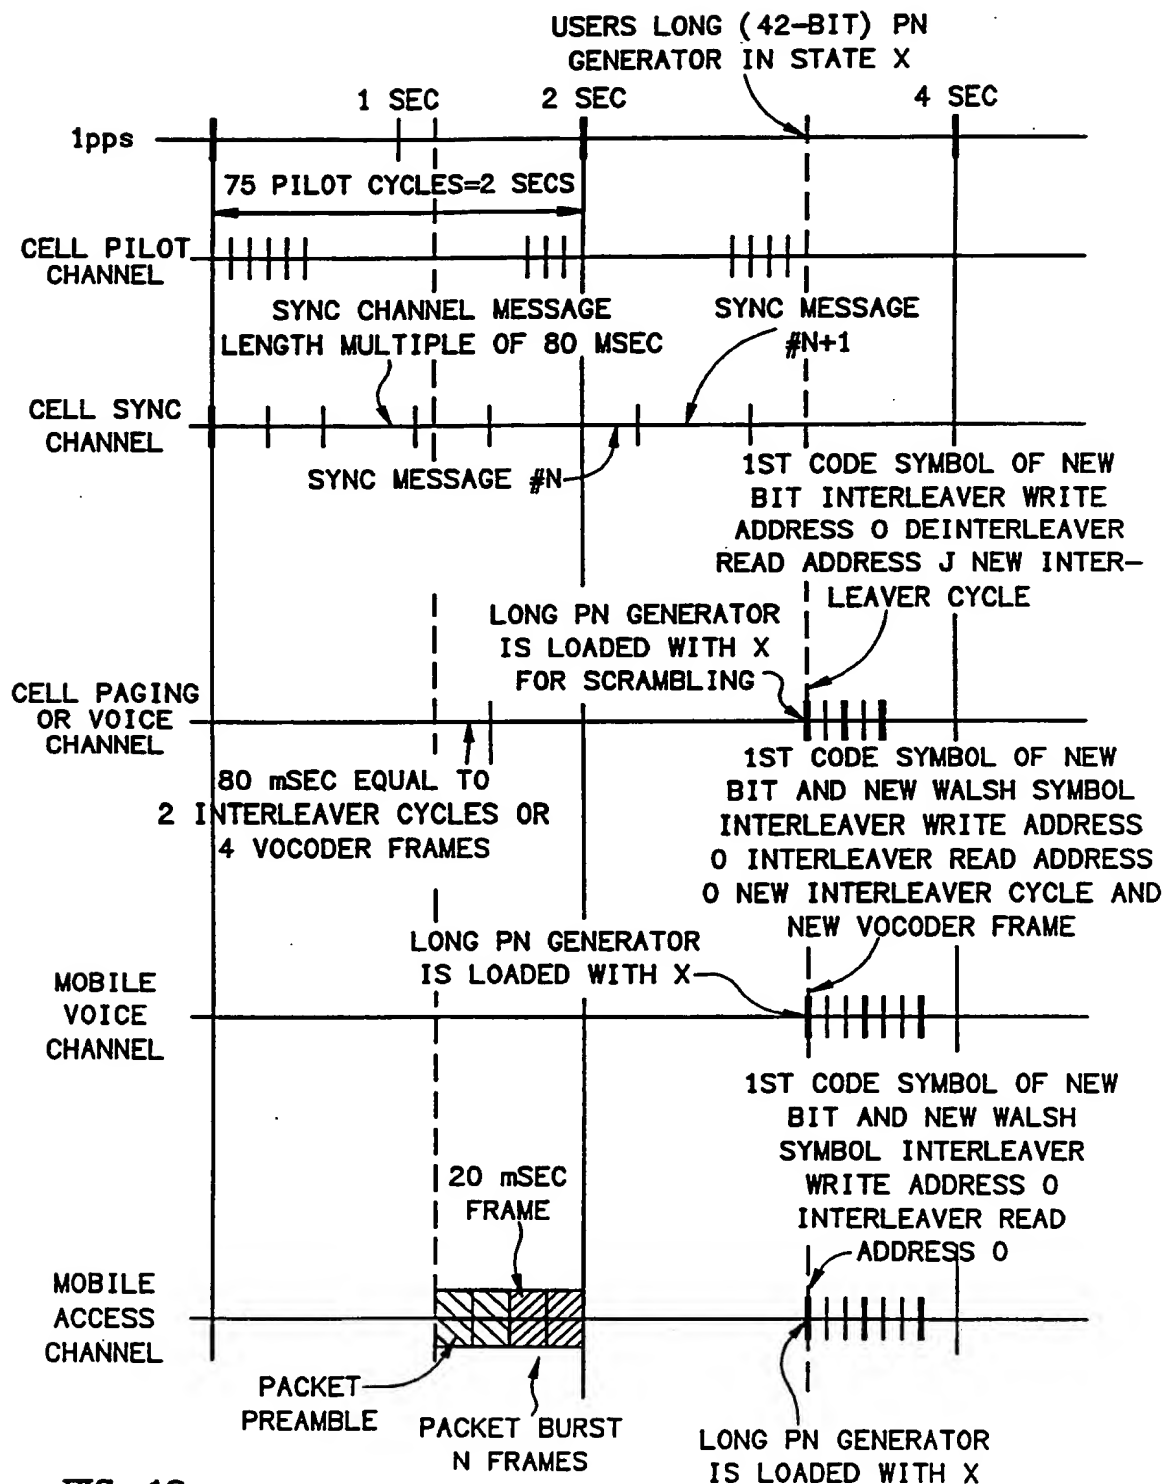 USERS LONG (42-BIT) PN
GENERATOR IN STATE X
1 SEC
2 SEC
4 SEC
1pps
75 PILOT CYCLES=2 SECS
CELL PILOT
CHANNEL
SYNC CHANNEL MESSAGE
LENGTH MULTIPLE OF 80 MSEC
SYNC MESSAGE
#N+1
CELL SYNC
CHANNEL
SYNC MESSAGE #N
1ST CODE SYMBOL OF NEW
BIT INTERLEAVER WRITE
ADDRESS 0 DEINTERLEAVER
READ ADDRESS J NEW INTER-
LEAVER CYCLE
LONG PN GENERATOR
IS LOADED WITH X
FOR SCRAMBLING
CELL PAGING
OR VOICE
CHANNEL
80 mSEC EQUAL TO
2 INTERLEAVER CYCLES OR
4 VOCODER FRAMES
1ST CODE SYMBOL OF NEW
BIT AND NEW WALSH SYMBOL
INTERLEAVER WRITE ADDRESS
0 INTERLEAVER READ ADDRESS
0 NEW INTERLEAVER CYCLE AND
NEW VOCODER FRAME
LONG PN GENERATOR
IS LOADED WITH X
MOBILE
VOICE
CHANNEL
1ST CODE SYMBOL OF NEW
BIT AND NEW WALSH
SYMBOL INTERLEAVER
WRITE ADDRESS 0
INTERLEAVER READ
ADDRESS 0
20 mSEC
FRAME
MOBILE
ACCESS
CHANNEL
PACKET
PREAMBLE
PACKET BURST
N FRAMES
LONG PN GENERATOR
IS LOADED WITH X